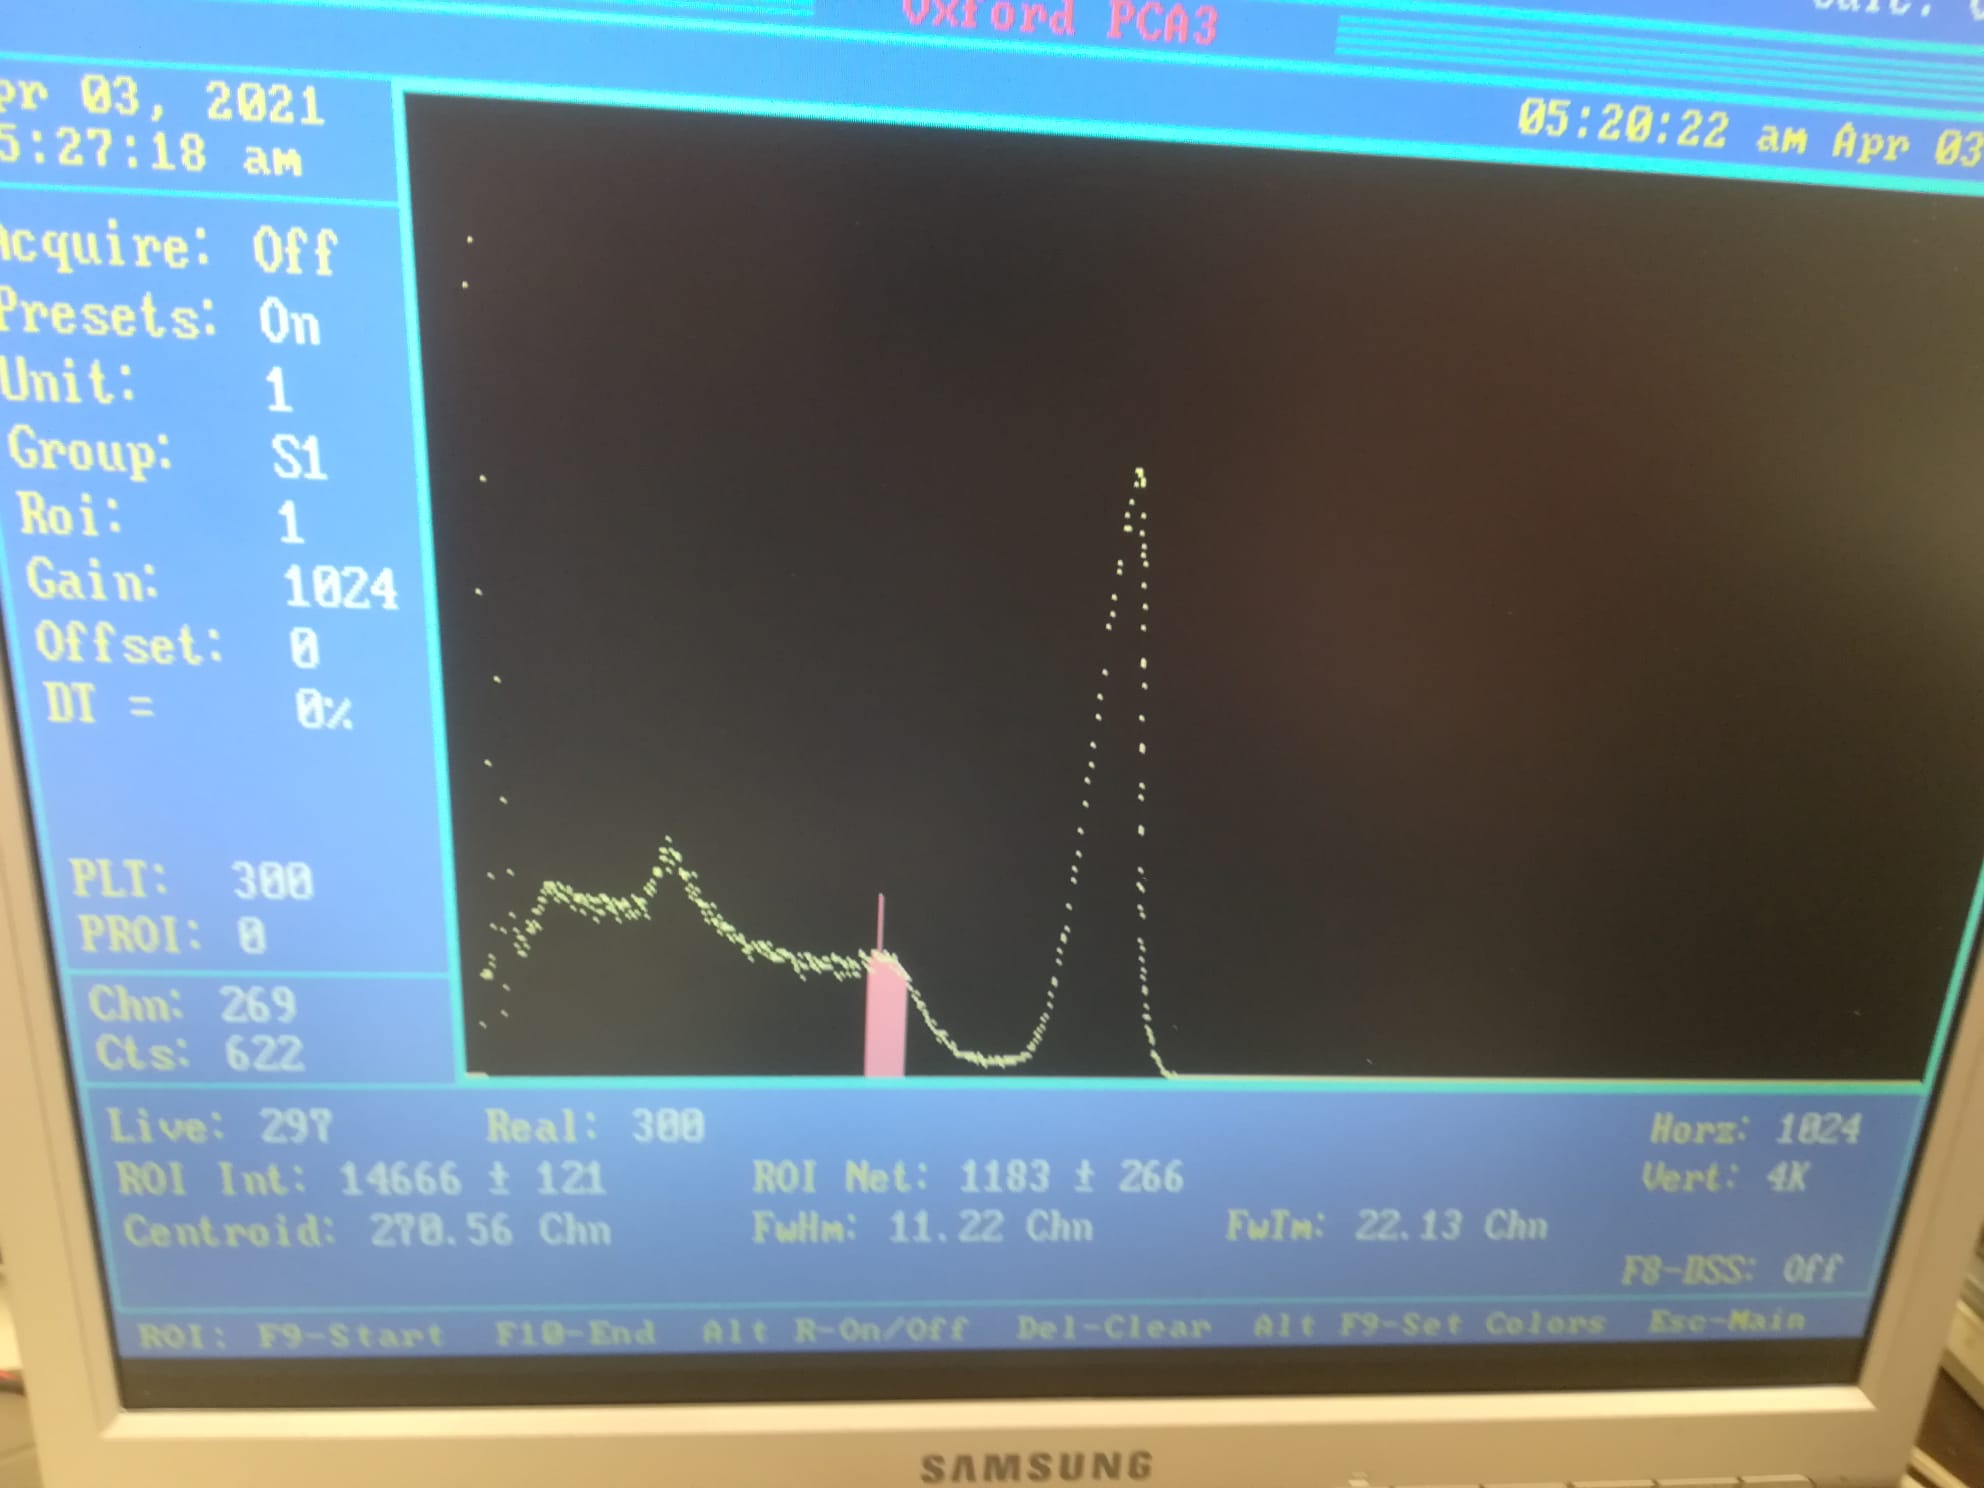 Oxford PCA3
pr 03, 2021
5:27:18 am
05:20:22 am Apr 03
Acquire: Off
Presets: On
Unit: 1
Group: S1
Roi: 1
Gain: 1024
Offset: 0
DT = 0%
PLT: 300
PROI: 0
Chn: 269
Cts: 622
Live: 297 Real: 300 Horz: 1024
ROI Int: 14666 ± 121 ROI Net: 1183 ± 266 Vert: 4K
Centroid: 270.56 Chn FwHm: 11.22 Chn FwTm: 22.13 Chn
F8-DSS: Off
ROI: F9-Start F10-End Alt R-On/Off Del-Clear Alt F9-Set Colors Esc-Main
SAMSUNG